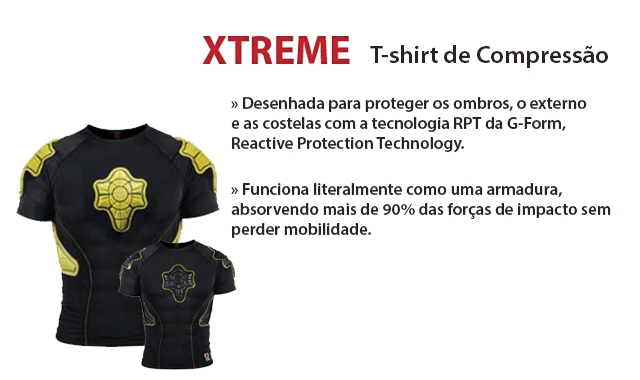 XTREME T-shirt de Compressão
» Desenhada para proteger os ombros, o externo
e as costelas com a tecnologia RPT da G-Form,
Reactive Protection Technology.
» Funciona literalmente como uma armadura,
absorvendo mais de 90% das forças de impacto sem
perder mobilidade.